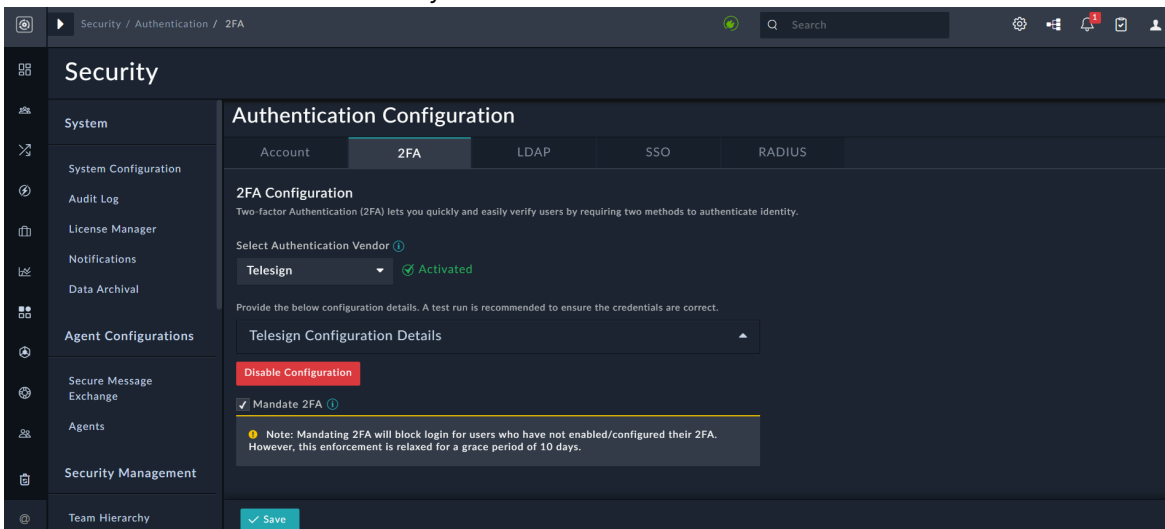 Security / Authentication / 2FA
Search
1
Security
System
System Configuration
Audit Log
License Manager
Notifications
Data Archival
Agent Configurations
Secure Message
Exchange
Agents
Security Management
Team Hierarchy
Authentication Configuration
Account 2FA LDAP SSO RADIUS
2FA Configuration
Two-factor Authentication (2FA) lets you quickly and easily verify users by requiring two methods to authenticate identity.
Select Authentication Vendor
Telesign Activated
Provide the below configuration details. A test run is recommended to ensure the credentials are correct.
Telesign Configuration Details
Disable Configuration
Mandate 2FA
Note: Mandating 2FA will block login for users who have not enabled/configured their 2FA.
However, this enforcement is relaxed for a grace period of 10 days.
Save